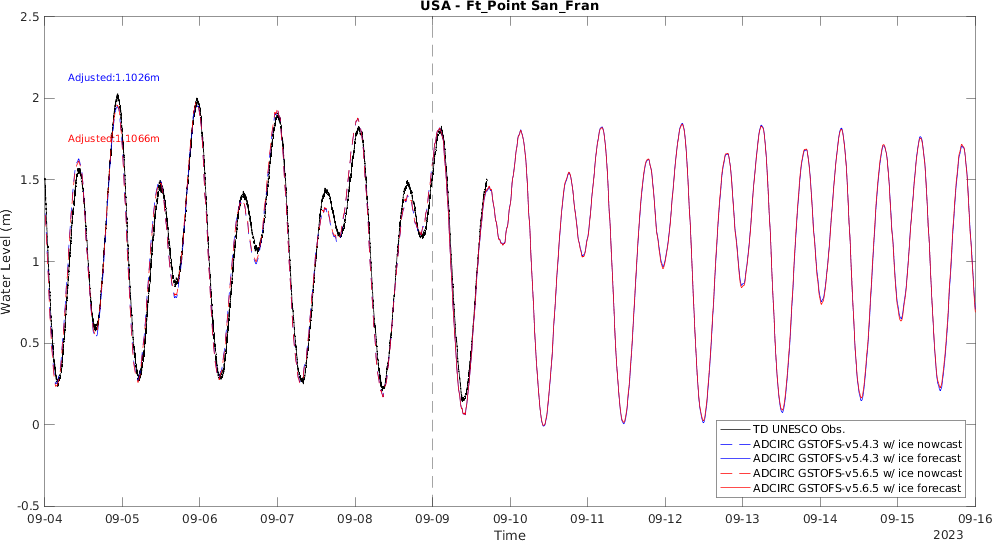 USA - Ft_Point San_Fran
Adjusted:1.1026m
Adjusted:1.1066m
Water Level (m)
2.5
2
1.5
1
0.5
0
-0.5
TD UNESCO Obs.
ADCIRC GSTOFS-v5.4.3 w/ ice nowcast
ADCIRC GSTOFS-v5.4.3 w/ ice forecast
ADCIRC GSTOFS-v5.6.5 w/ ice nowcast
ADCIRC GSTOFS-v5.6.5 w/ ice forecast
09-04 09-05 09-06 09-07 09-08 09-09 09-10 09-11 09-12 09-13 09-14 09-15 09-16
Time
2023